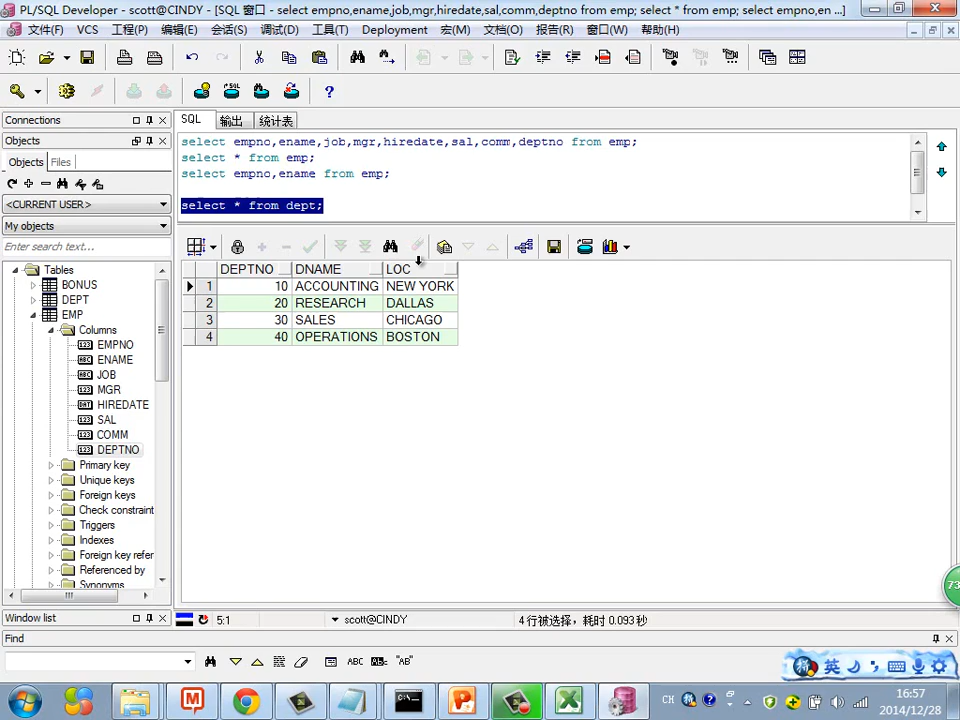 PL/SQL Developer - scott@CINDY - [SQL 窗口 - select empno,ename,job,mgr,hiredate,sal,comm,deptno from emp; select * from emp; select empno,en ...]
文件(F) VCS 工程(P) 编辑(E) 会话(S) 调试(D) 工具(T) Deployment 宏(M) 文档(O) 报告(R) 窗口(W) 帮助(H)
Connections
Objects
Objects Files
<CURRENT USER>
My objects
Enter search text...
Tables
BONUS
DEPT
EMP
Columns
EMPNO
ENAME
JOB
MGR
HIREDATE
SAL
COMM
DEPTNO
Primary key
Unique keys
Foreign keys
Check constraint
Triggers
Indexes
Foreign key refer
Referenced by
Synonyms
Window list
SQL 输出 统计表
select empno,ename,job,mgr,hiredate,sal,comm,deptno from emp;
select * from emp;
select empno,ename from emp;
select * from dept;
DEPTNO DNAME LOC
1 10 ACCOUNTING NEW YORK
2 20 RESEARCH DALLAS
3 30 SALES CHICAGO
4 40 OPERATIONS BOSTON
73
5:1 scott@CINDY 4 行被选择，耗时 0.093秒
Find
ABC "AB"
英
CH 16:57
2014/12/28